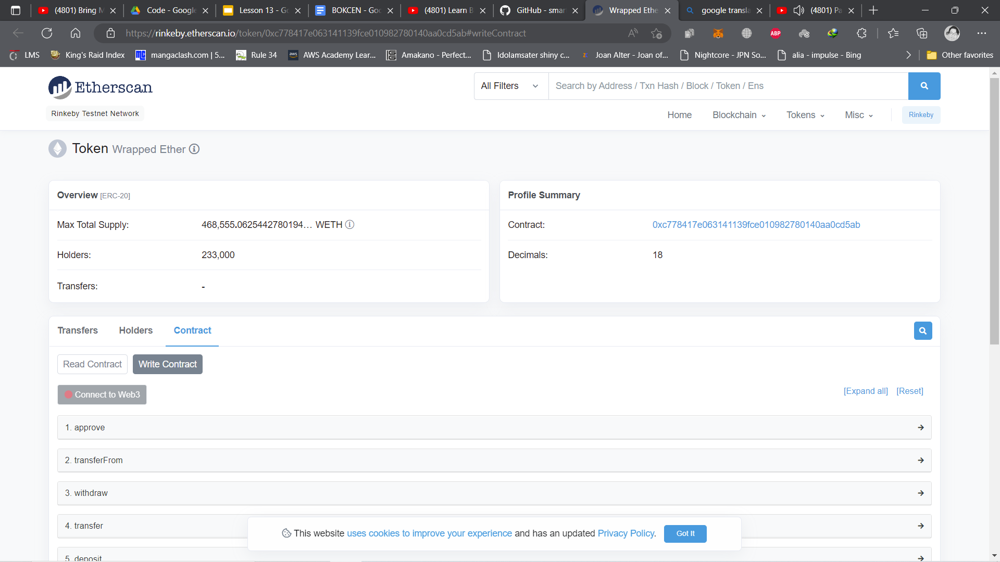 (4801) Bring M
Code - Google
Lesson 13 - Go
BOKCEN - Goo
(4801) Learn B
GitHub - smar
Wrapped Ethe
google transla
(4801) Pa
https://rinkeby.etherscan.io/token/0xc778417e063141139fce010982780140aa0cd5ab#writeContract
ABP
LMS
King's Raid Index
mangaclash.com | 5...
Rule 34
AWS Academy Lear...
Amakano - Perfect...
Idolamsater shiny c...
Joan Alter - Joan of...
Nightcore - JPN So...
alia - impulse - Bing
Other favorites
Etherscan
All Filters
Search by Address / Txn Hash / Block / Token / Ens
Rinkeby Testnet Network
Home
Blockchain
Tokens
Misc
Rinkeby
Token Wrapped Ether
Overview [ERC-20]
Max Total Supply: 468,555.0625442780194... WETH
Holders: 233,000
Transfers: -
Profile Summary
Contract: 0xc778417e063141139fce010982780140aa0cd5ab
Decimals: 18
Transfers
Holders
Contract
Read Contract
Write Contract
Connect to Web3
[Expand all] [Reset]
1. approve
2. transferFrom
3. withdraw
4. transfer
5. deposit
This website uses cookies to improve your experience and has an updated Privacy Policy.
Got It